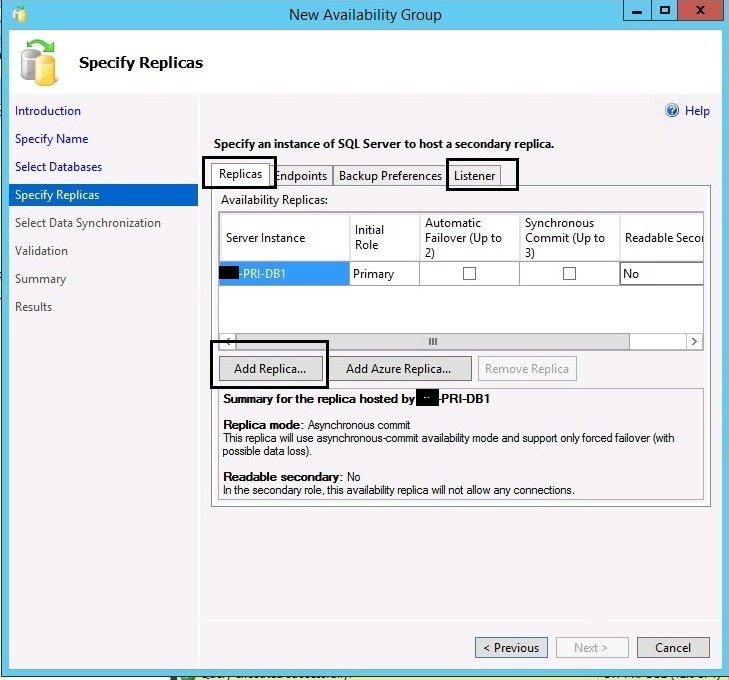 New Availability Group
X
Specify Replicas
Introduction
Specify Name
Select Databases
Specify Replicas
Select Data Synchronization
Validation
Summary
Results
Help
Specify an instance of SQL Server to host a secondary replica.
Replicas Endpoints Backup Preferences Listener
Availability Replicas:
Server Instance
Initial
Role
Automatic
Failover (Up to
2)
Synchronous
Commit (Up to
3)
Readable Secor
-PRI-DB1 Primary No
Add Replica... Add Azure Replica... Remove Replica
Summary for the replica hosted by -PRI-DB1
Replica mode: Asynchronous commit
This replica will use asynchronous-commit availability mode and support only forced failover (with
possible data loss).
Readable secondary: No
In the secondary role, this availability replica will not allow any connections.
< Previous Next > Cancel